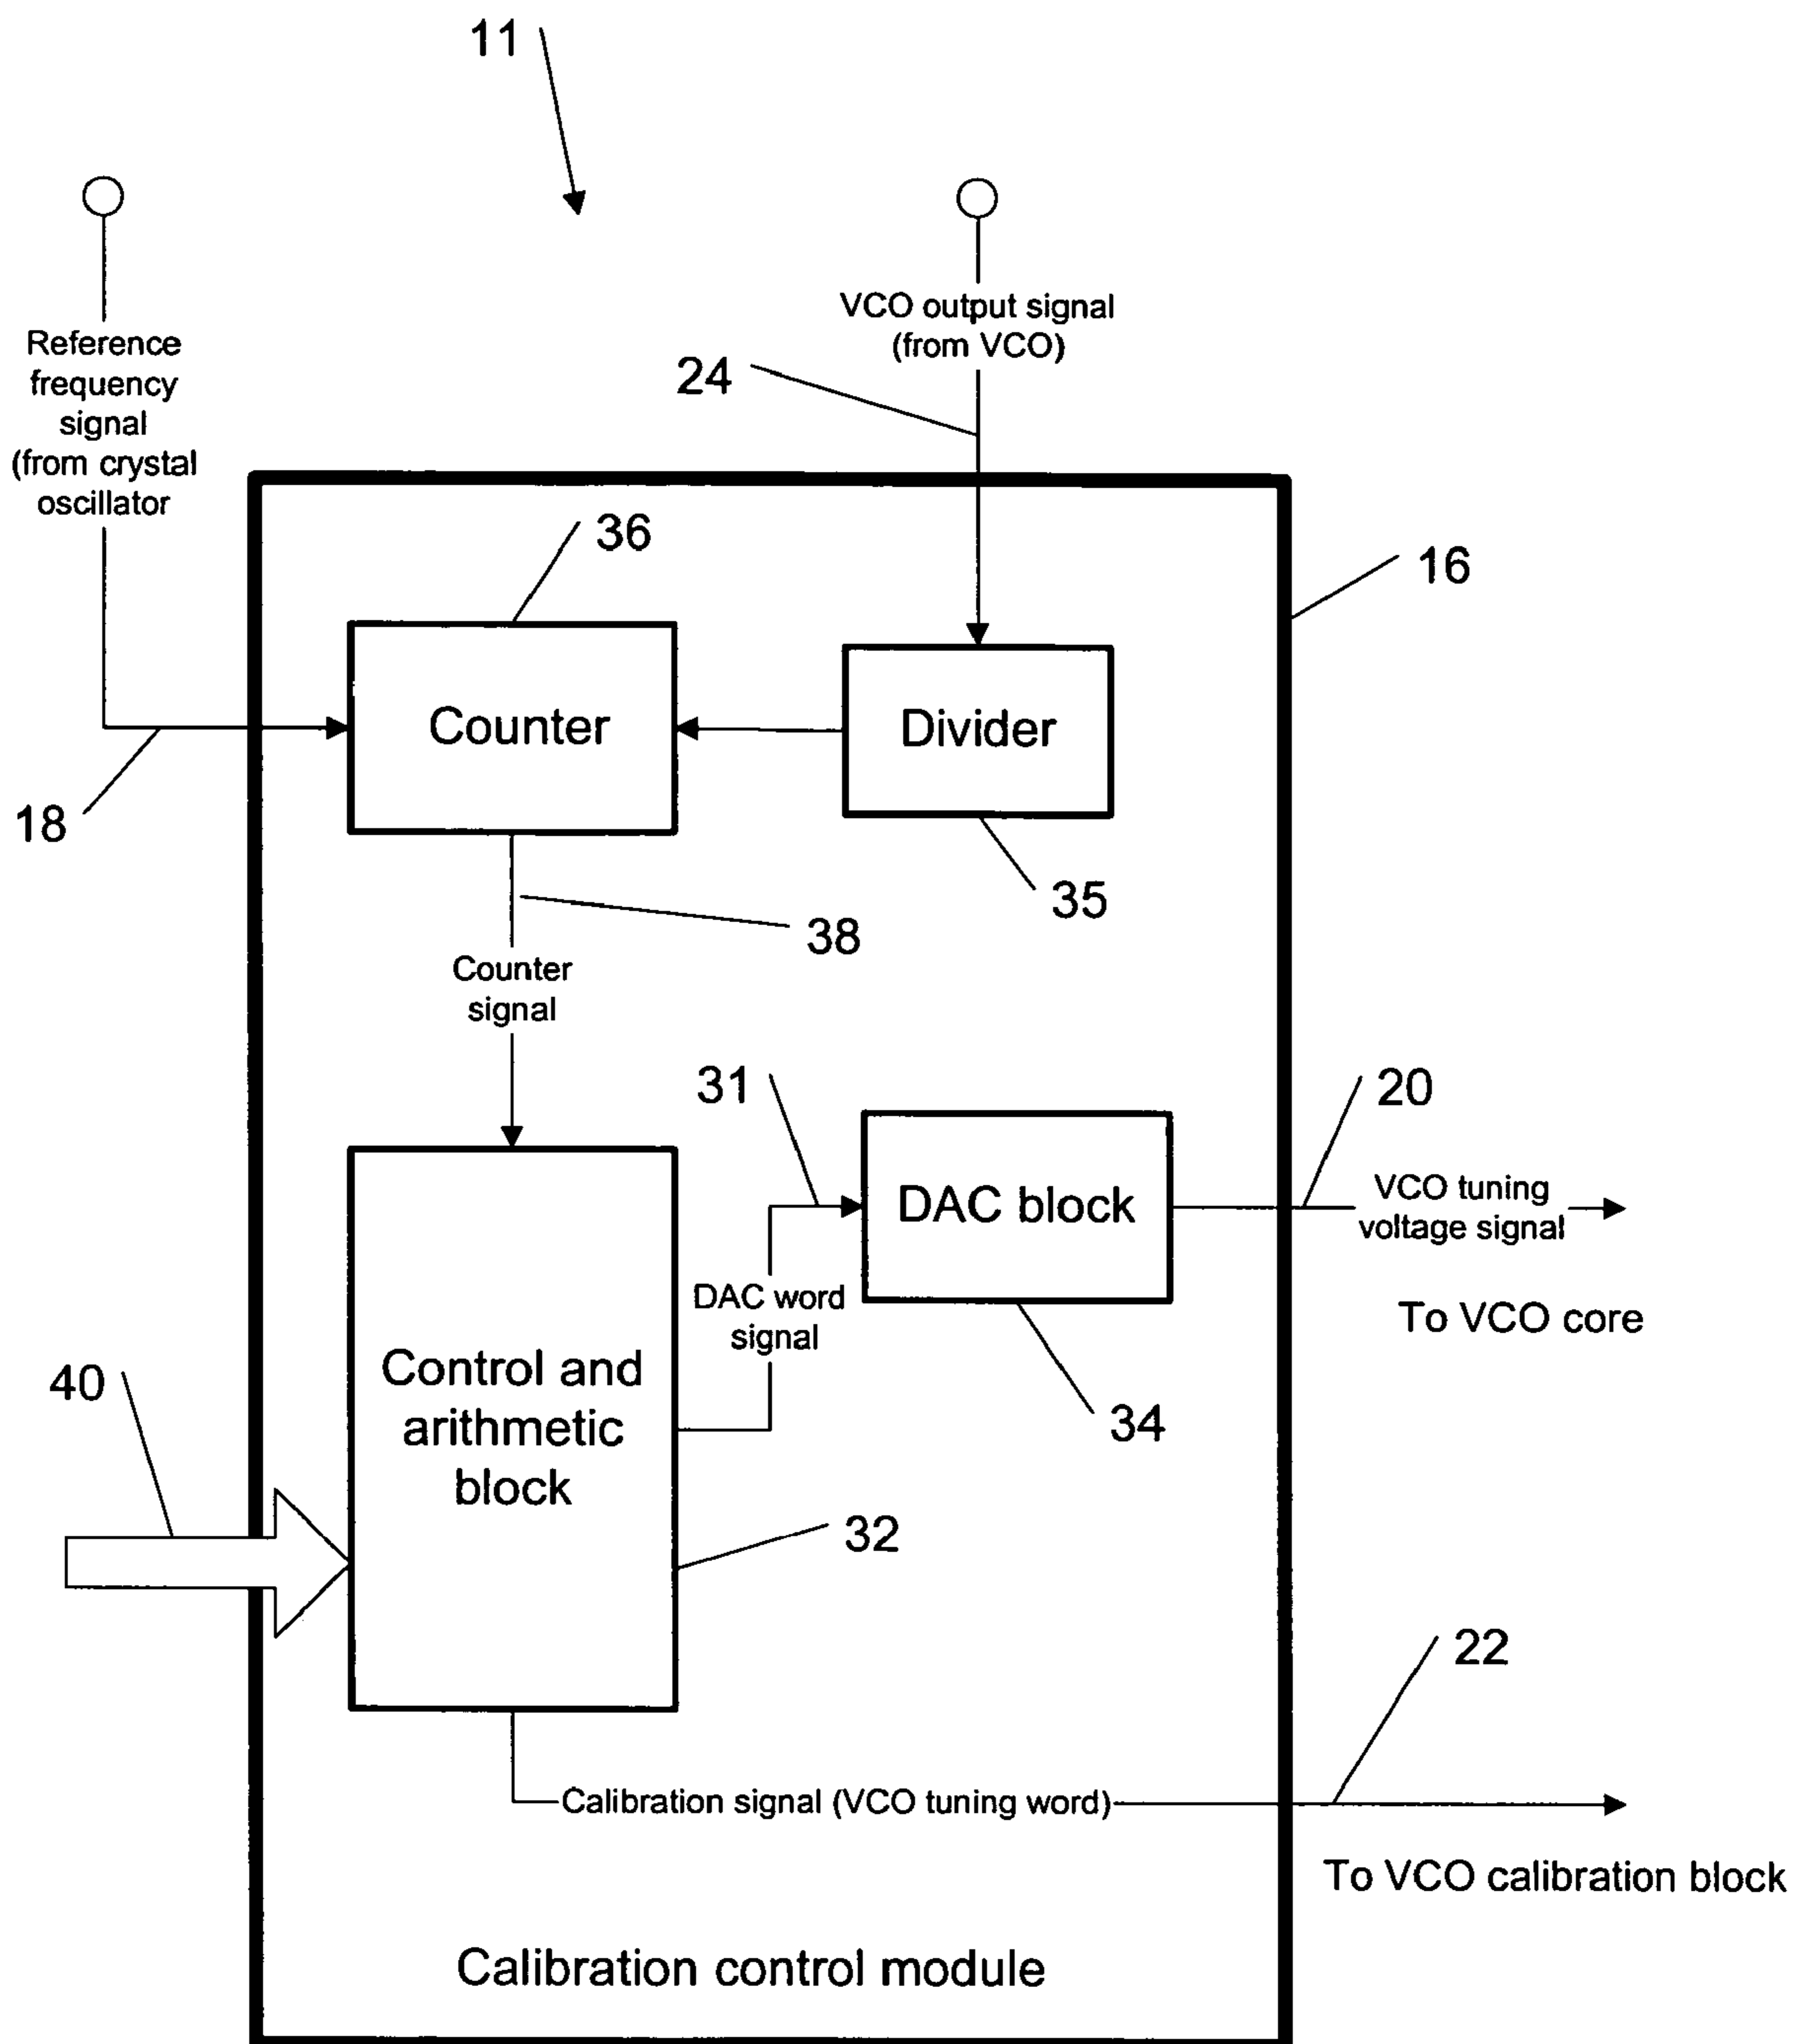 11
Reference
frequency
signal
(from crystal
oscillator
VCO output signal
(from VCO)
24
36
16
Counter
Divider
18
35
38
Counter
signal
31
20
DAC block
VCO tuning
voltage signal
DAC word
signal
To VCO core
40
Control and
arithmetic
block
34
32
22
Calibration signal (VCO tuning word)
To VCO calibration block
Calibration control module